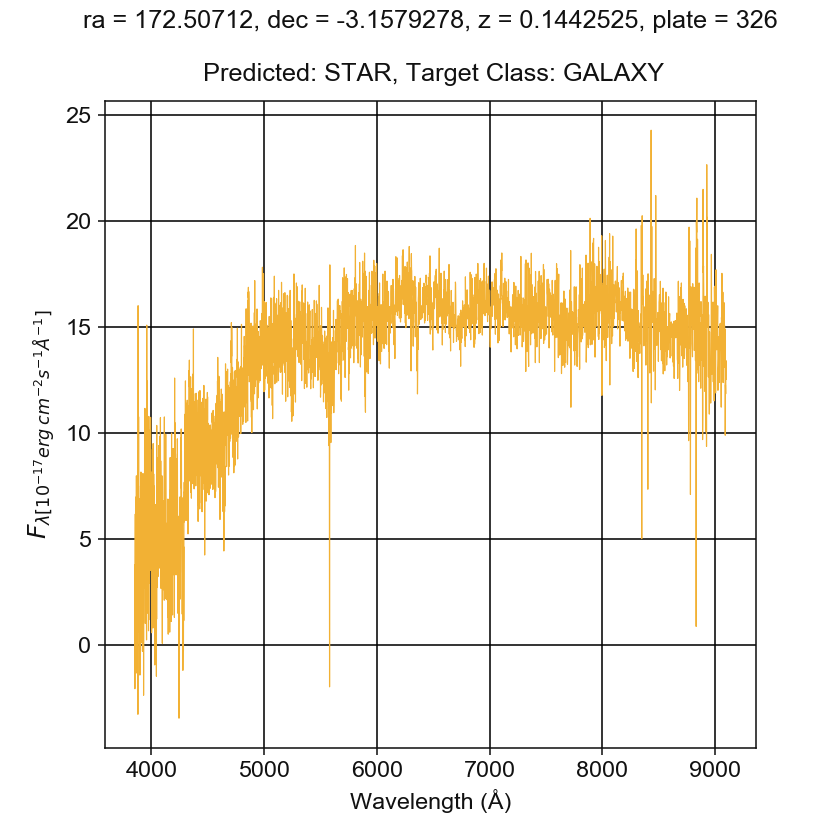 ra = 172.50712, dec = -3.1579278, z = 0.1442525, plate = 326
Predicted: STAR, Target Class: GALAXY
25
20
15
10
5
0
F_λ[10⁻¹⁷erg cm⁻²s⁻¹Å⁻¹]
4000 5000 6000 7000 8000 9000
Wavelength (Å)